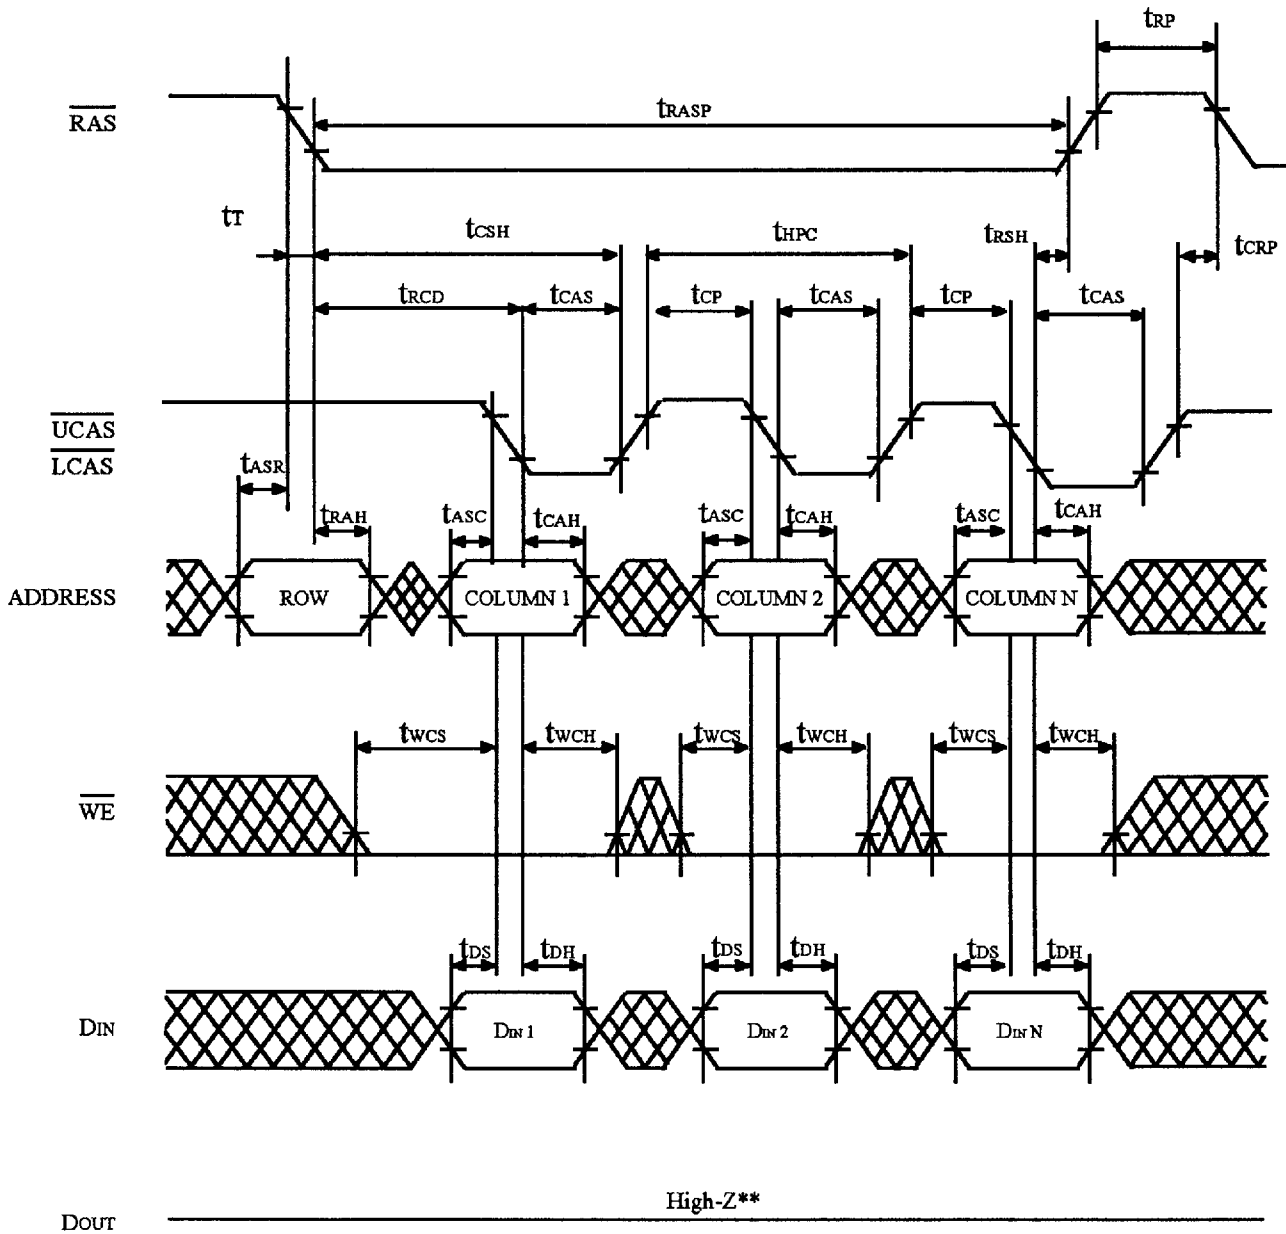 tRP
RAS
tRASP
tT
tCSH
tHPC
tRSH
tCRP
tRCD
tCAS
tCP
tCAS
tCP
tCAS
UCAS
LCAS
tASR
tRAH
tASC
tCAH
tASC
tCAH
tASC
tCAH
ADDRESS
ROW
COLUMN 1
COLUMN 2
COLUMN N
tWCS
tWCH
tWCS
tWCH
tWCS
tWCH
WE
tDS
tDH
tDS
tDH
tDS
tDH
DIN
DIN 1
DIN 2
DIN N
High-Z**
DOUT